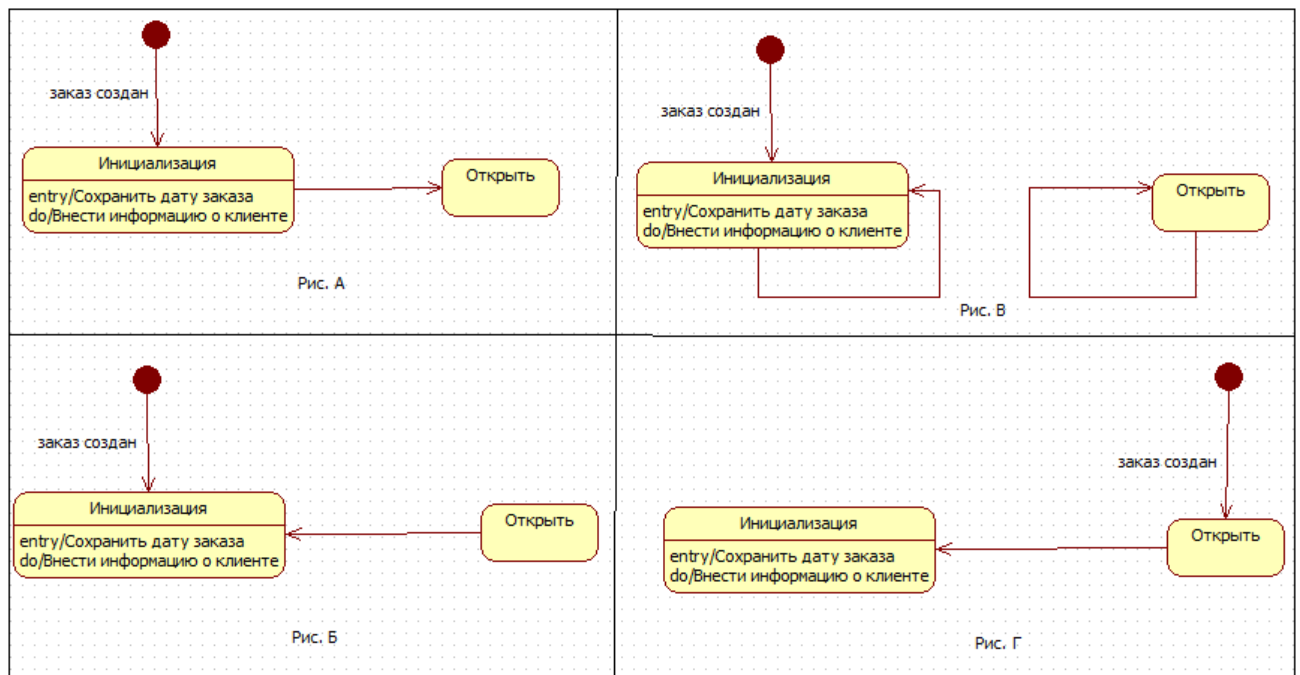 заказ создан
Инициализация
entry/Сохранить дату заказа
do/Внести информацию о клиенте
Открыть
Рис. А
заказ создан
Инициализация
entry/Сохранить дату заказа
do/Внести информацию о клиенте
Открыть
Рис. В
заказ создан
Инициализация
entry/Сохранить дату заказа
do/Внести информацию о клиенте
Открыть
Рис. Б
заказ создан
Инициализация
entry/Сохранить дату заказа
do/Внести информацию о клиенте
Открыть
Рис. Г